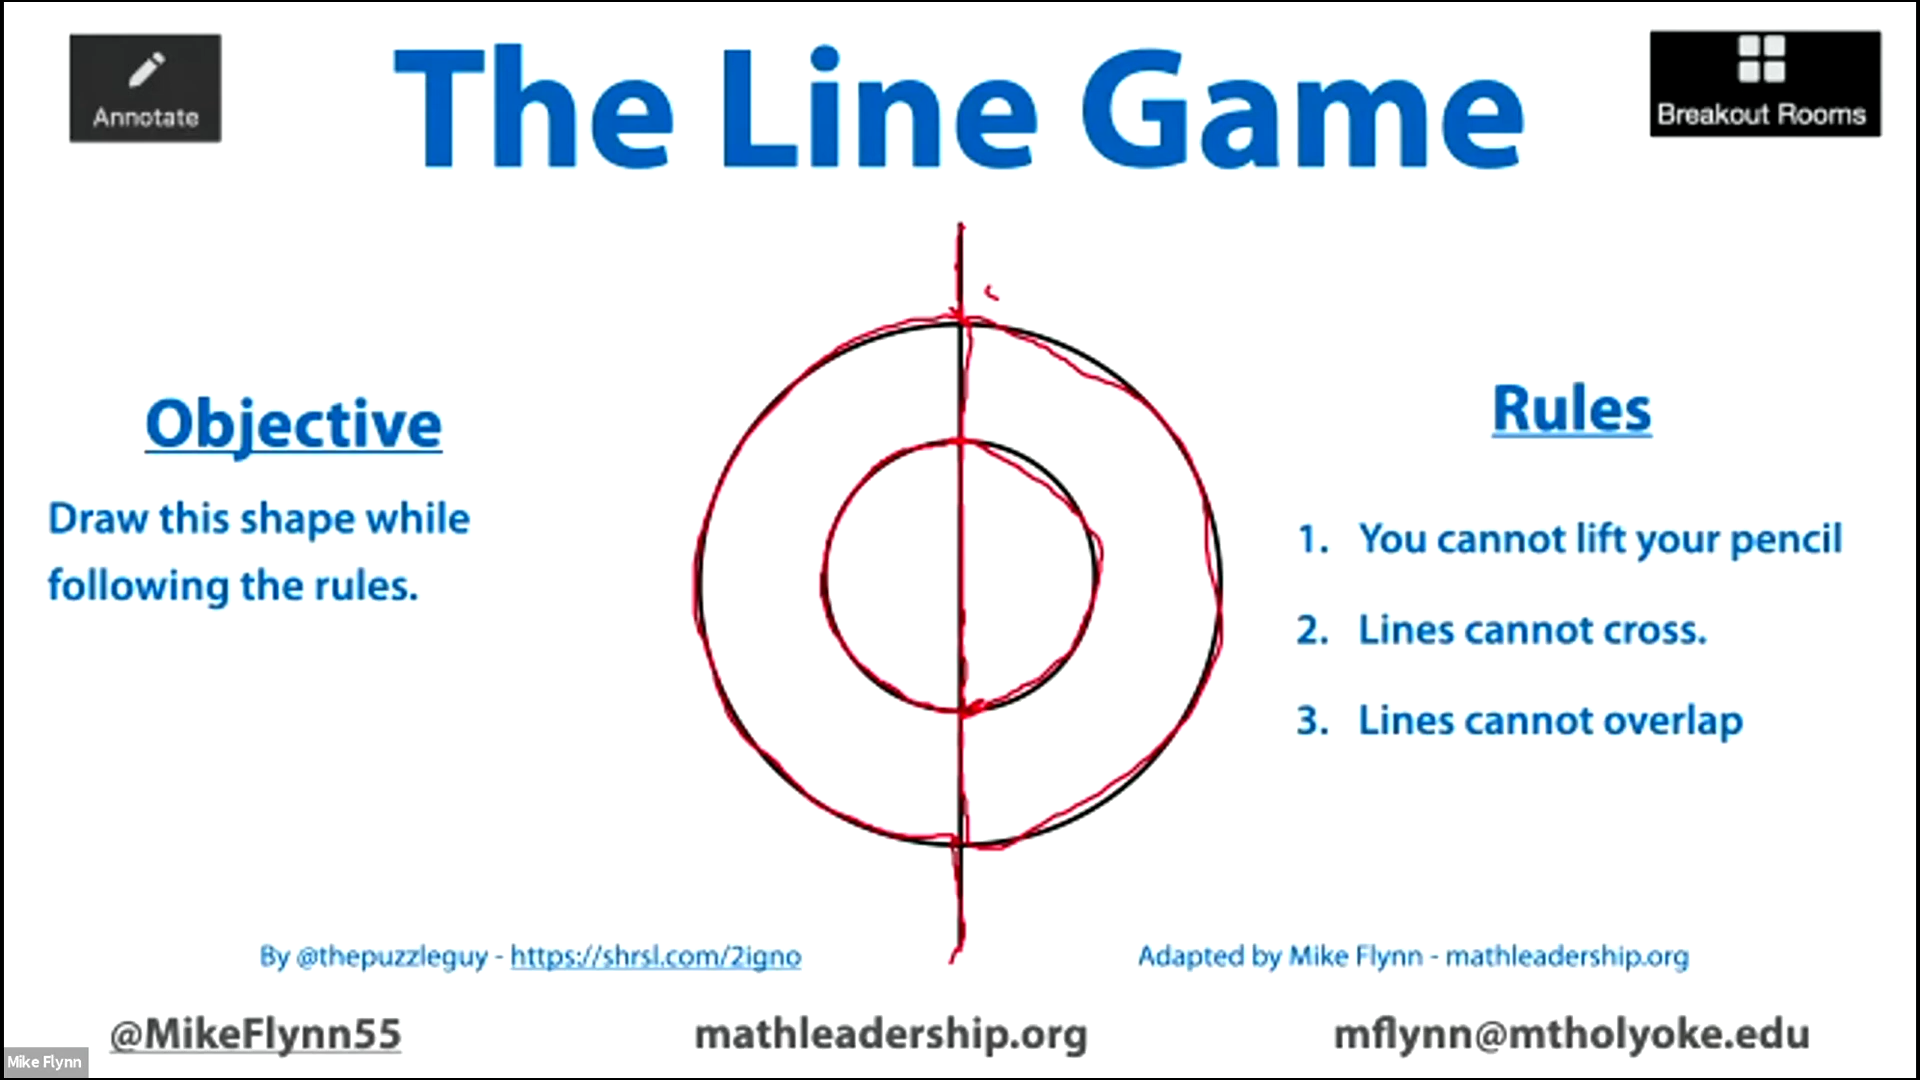 Annotate
The Line Game
Breakout Rooms
Objective
Draw this shape while
following the rules.
Rules
1. You cannot lift your pencil
2. Lines cannot cross.
3. Lines cannot overlap
By @thepuzzleguy - https://shrsl.com/2igno
Adapted by Mike Flynn - mathleadership.org
@MikeFlynn55
mathleadership.org
mflynn@mtholyoke.edu
Mike Flynn